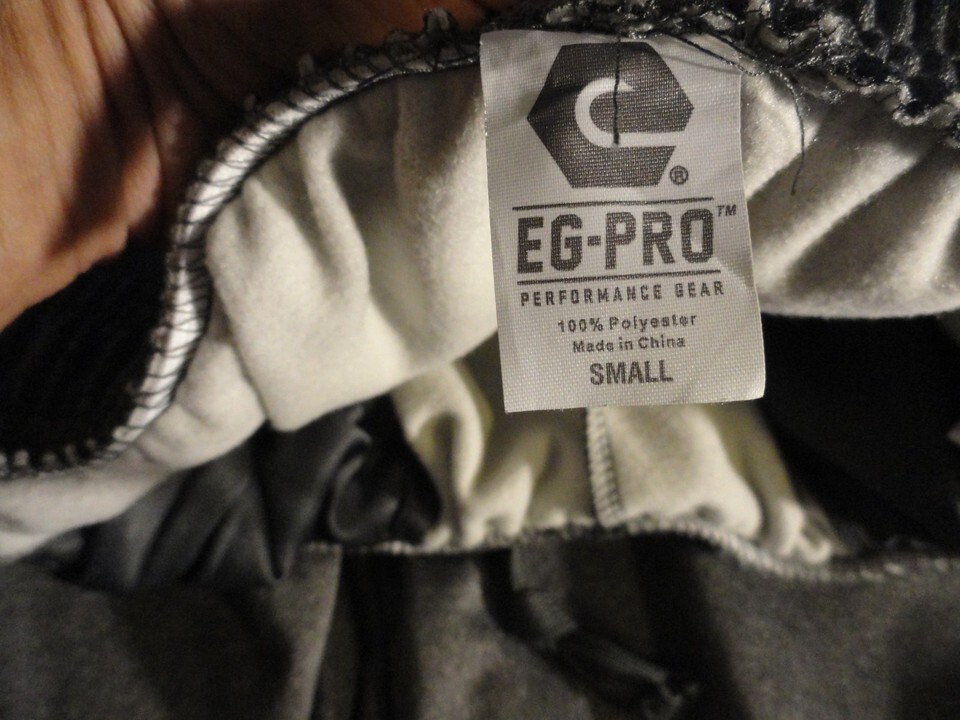 ®
EG-PRO™
PERFORMANCE GEAR
100% Polyester
Made in China
SMALL